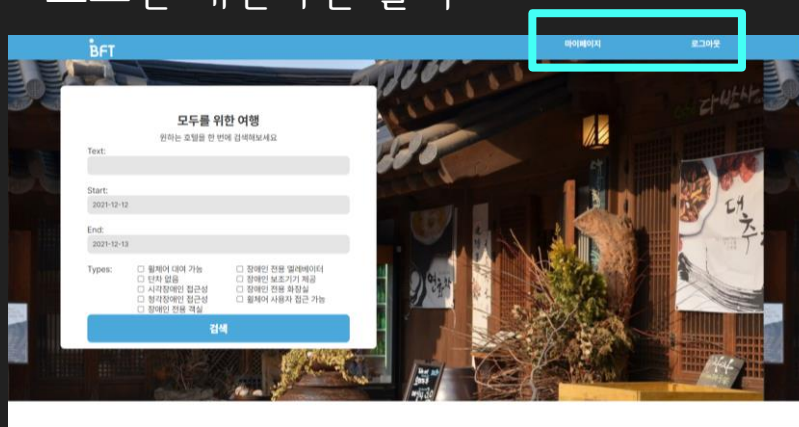 BFT
마이페이지
로그아웃
모두를 위한 여행
원하는 호텔을 한 번에 검색해보세요
Text:
Start:
2021-12-12
End:
2021-12-13
Types:
휠체어 대여 가능
장애인 전용 엘레베이터
단차 없음
장애인 보조기기 제공
시각장애인 접근성
장애인 전용 화장실
청각장애인 접근성
휠체어 사용자 접근 가능
장애인 전용 객실
검색
대추